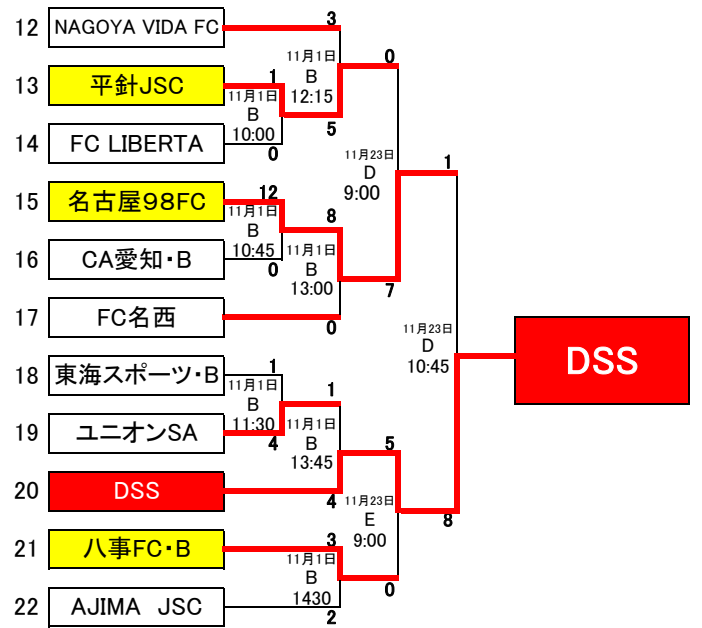 12 NAGOYA VIDA FC 3
11月1日
B
12:15
0
13 平針JSC 1
11月1日
B
10:00
5
14 FC LIBERTA 0
11月23日
D
9:00
1
15 名古屋98FC 12
11月1日
B
10:45
8
16 CA愛知・B 0
11月1日
B
13:00
7
17 FC名西 0
11月23日
D
10:45
DSS
18 東海スポーツ・B 1
11月1日
B
11:30
1
19 ユニオンSA 4
11月1日
B
13:45
5
20 DSS 4
11月23日
E
9:00
8
21 八事FC・B 3
11月1日
B
1430
0
22 AJIMA JSC 2